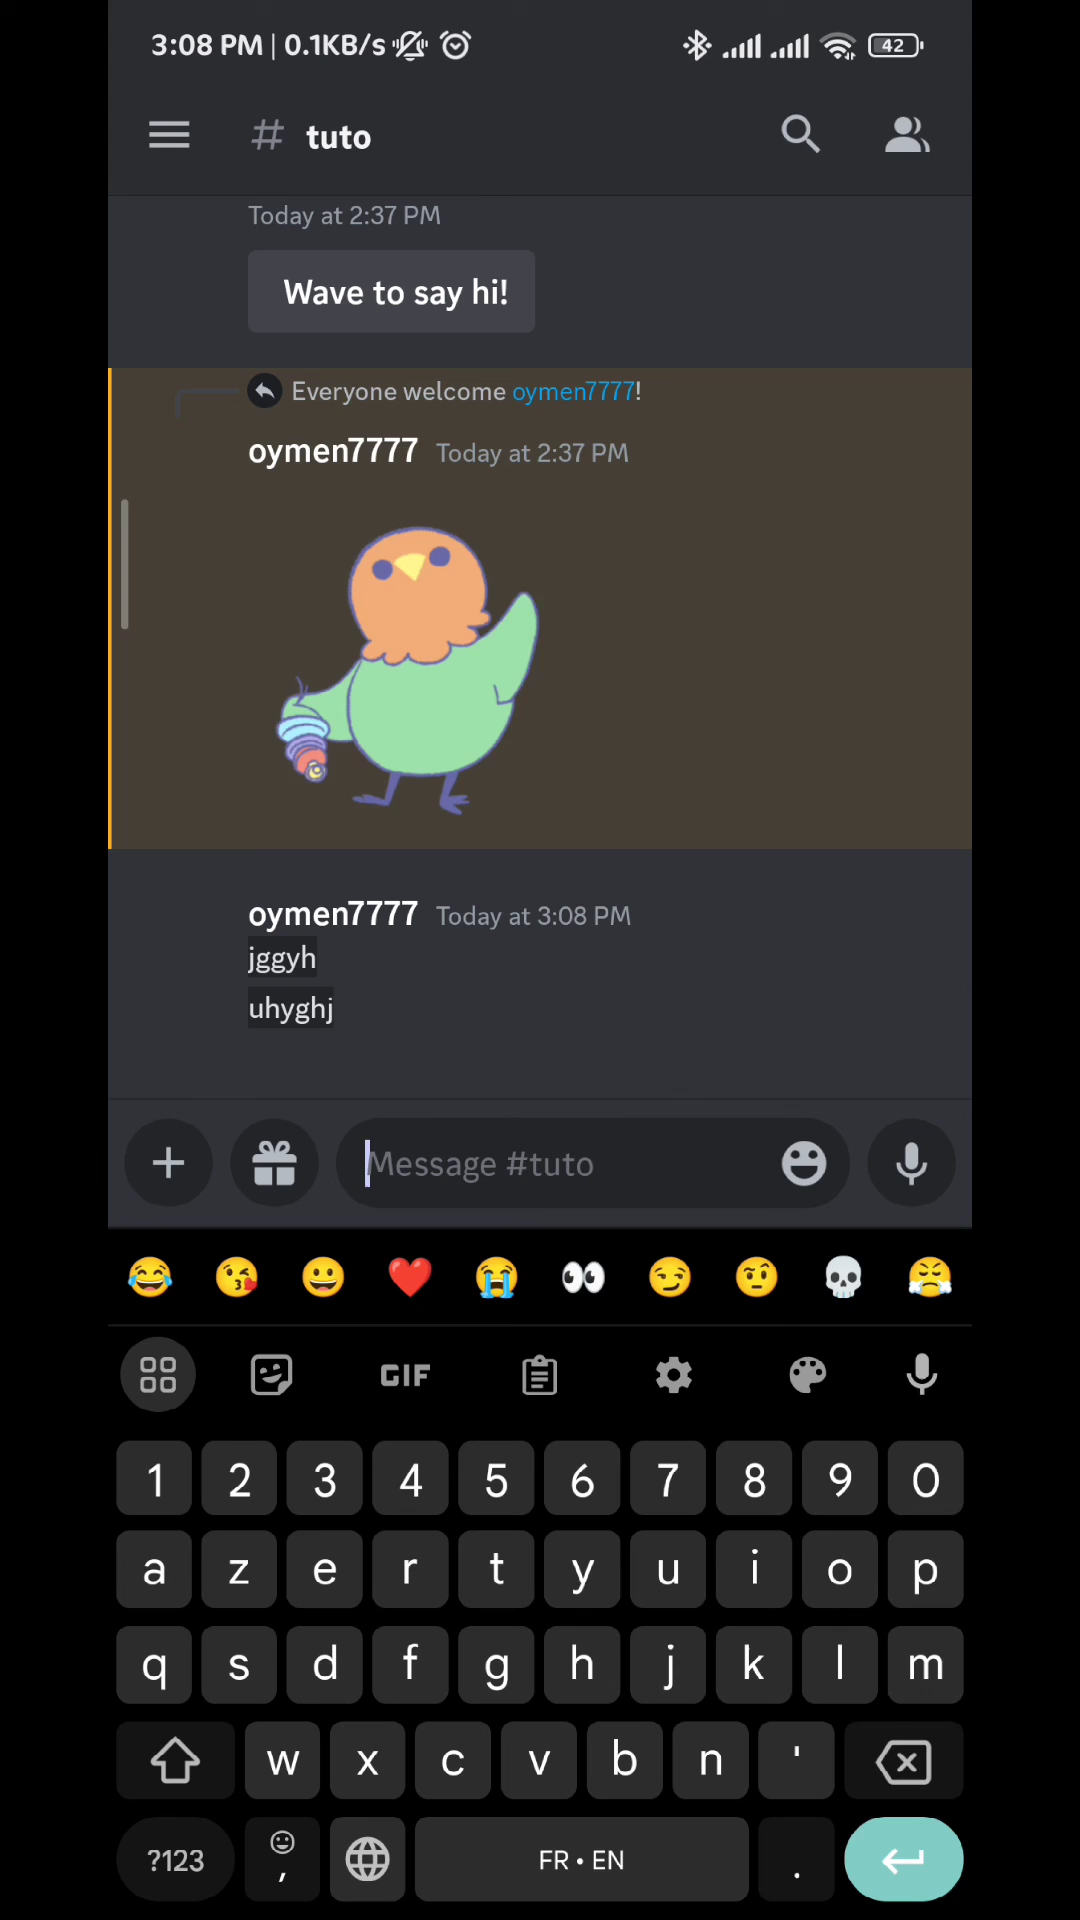 3:08 PM | 0.1KB/s 42
# tuto
Today at 2:37 PM
Wave to say hi!
Everyone welcome oymen7777!
oymen7777 Today at 2:37 PM
oymen7777 Today at 3:08 PM
jggyh
uhyghj
Message #tuto
GIF
1 2 3 4 5 6 7 8 9 0
a z e r t y u i o p
q s d f g h j k l m
w x c v b n '
?123 , FR • EN .